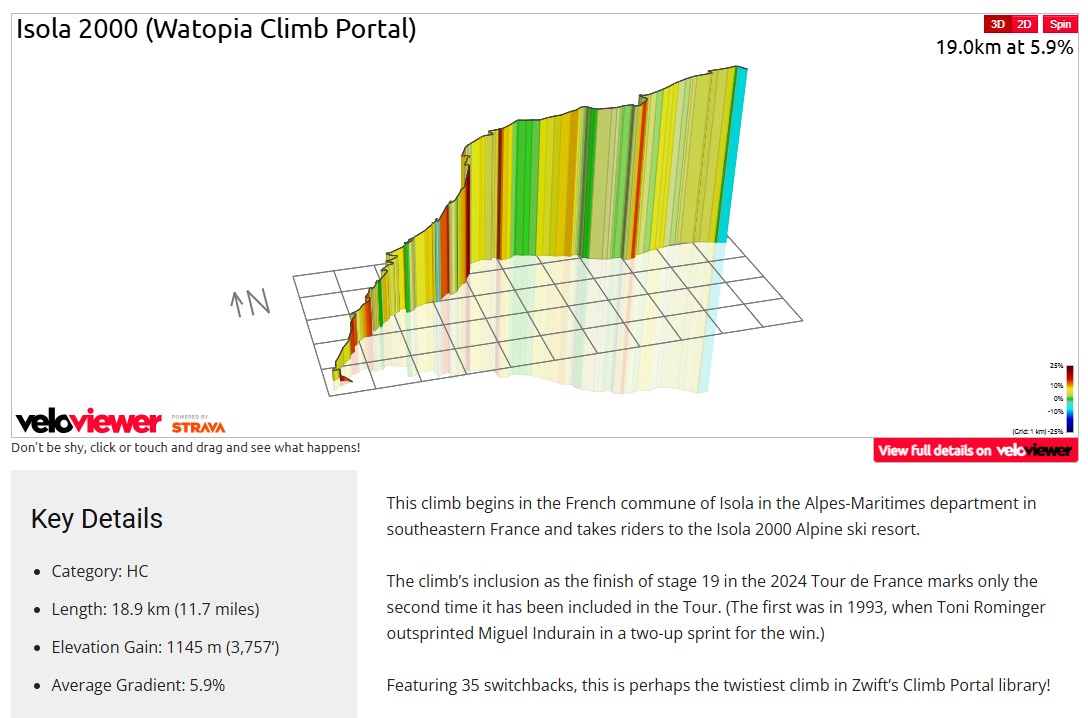 Isola 2000 (Watopia Climb Portal)
3D 2D Spin
19.0km at 5.9%
N
25%
10%
0%
-10%
(Grid: 1 km) -25%
veloviewer POWERED BY STRAVA
Don't be shy, click or touch and drag and see what happens!
View full details on veloviewer
Key Details
Category: HC
Length: 18.9 km (11.7 miles)
Elevation Gain: 1145 m (3,757‘)
Average Gradient: 5.9%
This climb begins in the French commune of Isola in the Alpes-Maritimes department in
southeastern France and takes riders to the Isola 2000 Alpine ski resort.
The climb’s inclusion as the finish of stage 19 in the 2024 Tour de France marks only the
second time it has been included in the Tour. (The first was in 1993, when Toni Rominger
outsprinted Miguel Indurain in a two-up sprint for the win.)
Featuring 35 switchbacks, this is perhaps the twistiest climb in Zwift’s Climb Portal library!